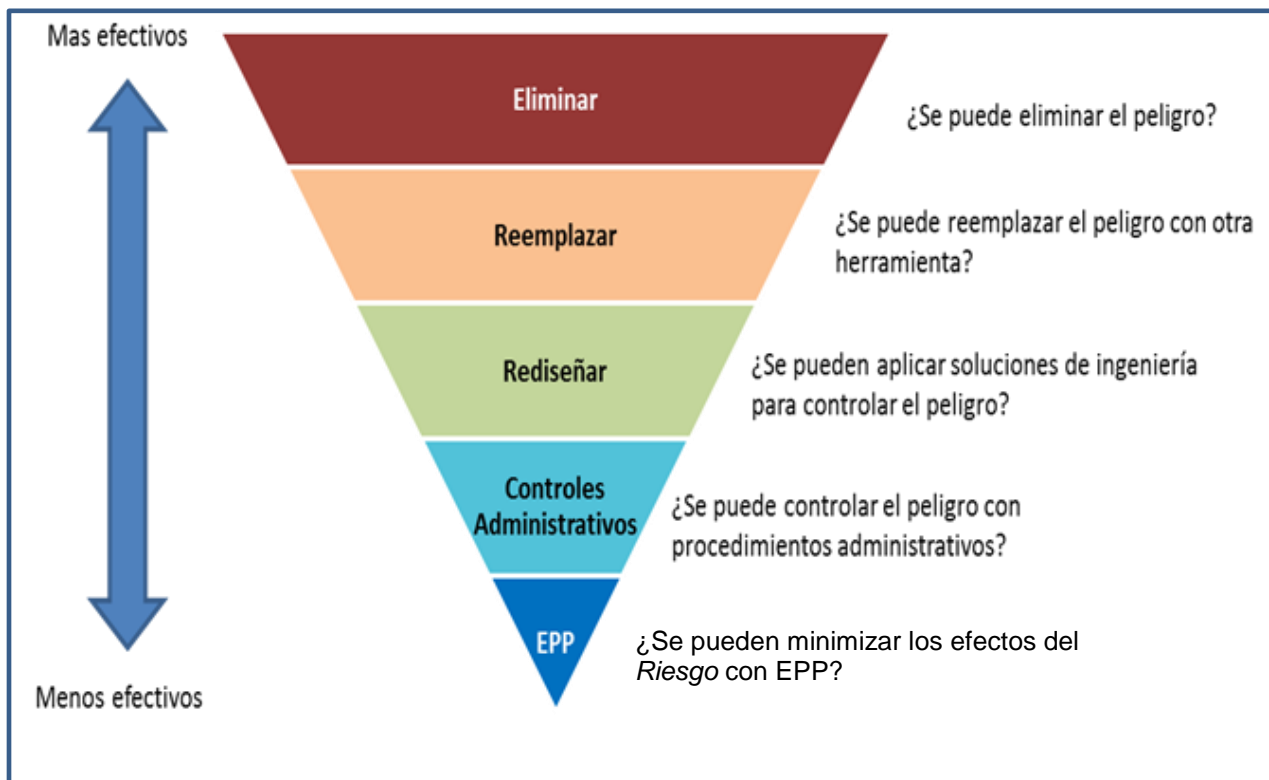 Mas efectivos
Eliminar
¿Se puede eliminar el peligro?
Reemplazar
¿Se puede reemplazar el peligro con otra
herramienta?
Rediseñar
¿Se pueden aplicar soluciones de ingeniería
para controlar el peligro?
Controles
Administrativos
¿Se puede controlar el peligro con
procedimientos administrativos?
EPP
¿Se pueden minimizar los efectos del
Riesgo con EPP?
Menos efectivos